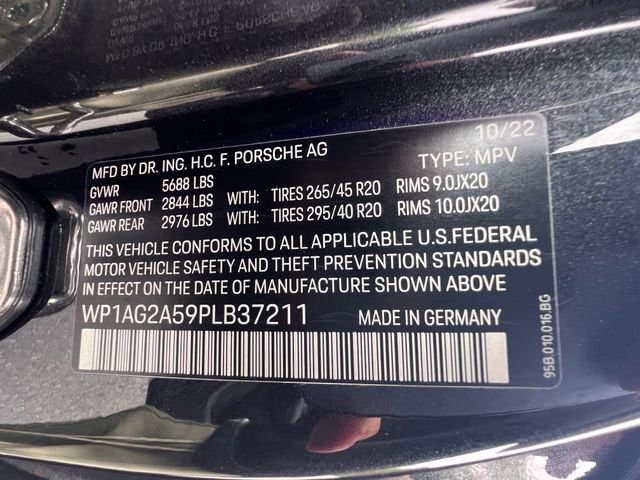 10/22
MFD BY DR. ING. H.C. F. PORSCHE AG TYPE: MPV
GVWR 5688 LBS
GAWR FRONT 2844 LBS WITH: TIRES 265/45 R20 RIMS 9.0JX20
GAWR REAR 2976 LBS WITH: TIRES 295/40 R20 RIMS 10.0JX20
THIS VEHICLE CONFORMS TO ALL APPLICABLE U.S.FEDERAL
MOTOR VEHICLE SAFETY AND THEFT PREVENTION STANDARDS
IN EFFECT ON THE DATE OF MANUFACTURE SHOWN ABOVE
WP1AG2A59PLB37211 MADE IN GERMANY
95B.010.016.BG